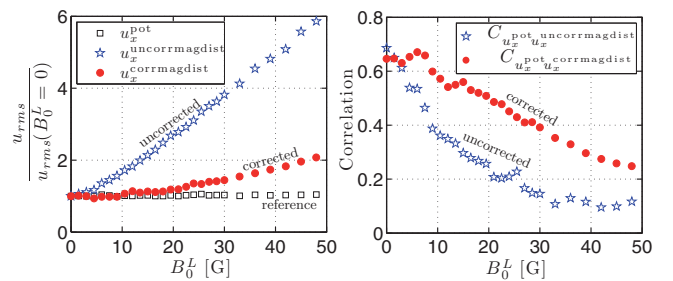 6
4
2
0
0 10 20 30 40 50
u_rms
u_rms(B_0^L = 0)
u_x^pot
u_x^uncorrmagdist
u_x^corrmagdist
uncorrected
corrected
reference
B_0^L [G]
0.8
0.6
0.4
0.2
0
0 10 20 30 40 50
Correlation
C_{u_x^pot u_x^uncorrmagdist}
C_{u_x^pot u_x^corrmagdist}
corrected
uncorrected
B_0^L [G]